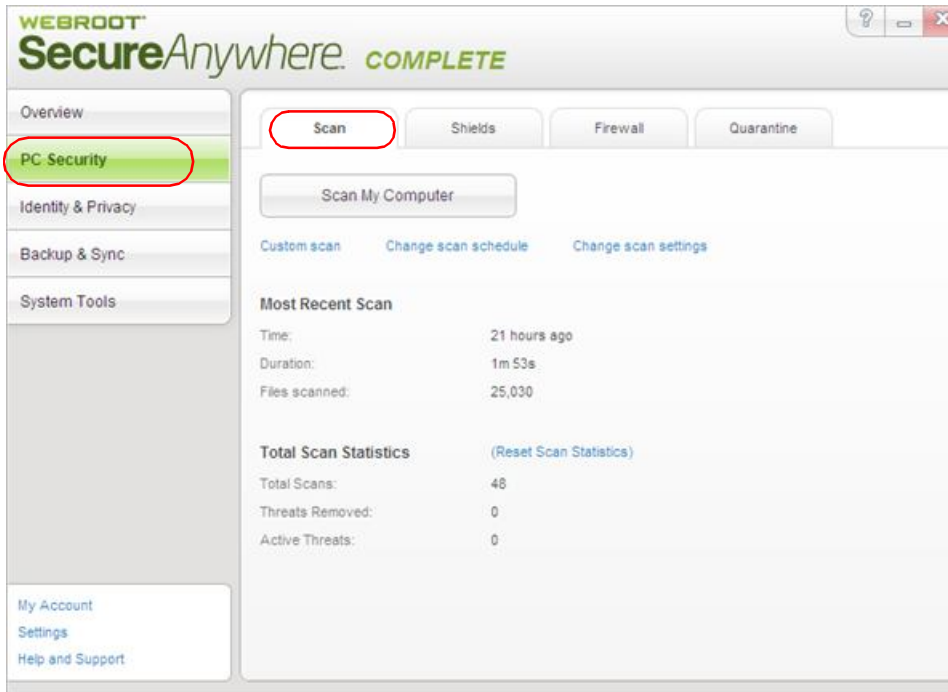 WEBROOT
SecureAnywhere. COMPLETE
Overview
PC Security
Identity & Privacy
Backup & Sync
System Tools
Scan
Shields
Firewall
Quarantine
Scan My Computer
Custom scan
Change scan schedule
Change scan settings
Most Recent Scan
Time: 21 hours ago
Duration: 1m 53s
Files scanned: 25,030
Total Scan Statistics (Reset Scan Statistics)
Total Scans: 48
Threats Removed: 0
Active Threats: 0
My Account
Settings
Help and Support